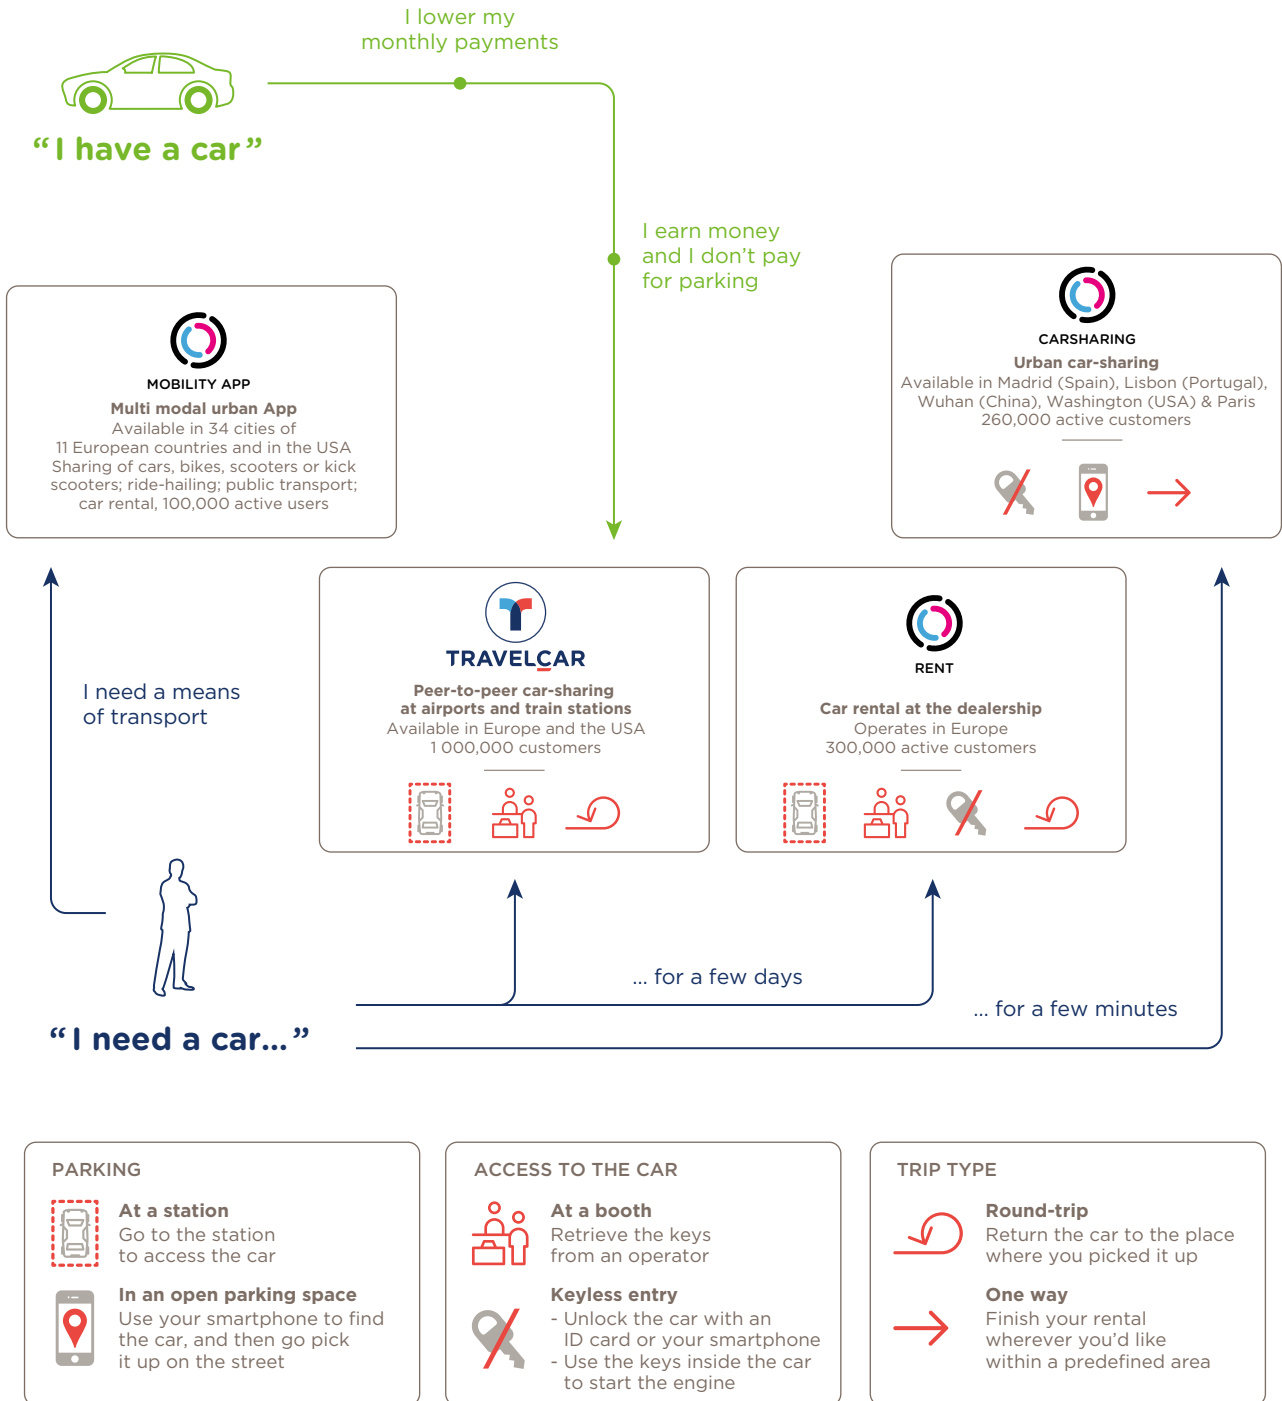 I lower my
monthly payments
“I have a car”
I earn money
and I don’t pay
for parking
MOBILITY APP
Multi modal urban App
Available in 34 cities of
11 European countries and in the USA
Sharing of cars, bikes, scooters or kick
scooters; ride-hailing; public transport;
car rental, 100,000 active users
CARSHARING
Urban car-sharing
Available in Madrid (Spain), Lisbon (Portugal),
Wuhan (China), Washington (USA) & Paris
260,000 active customers
TRAVELCAR
Peer-to-peer car-sharing
at airports and train stations
Available in Europe and the USA
1 000,000 customers
RENT
Car rental at the dealership
Operates in Europe
300,000 active customers
I need a means
of transport
... for a few days
... for a few minutes
“I need a car...”
PARKING
At a station
Go to the station
to access the car
In an open parking space
Use your smartphone to find
the car, and then go pick
it up on the street
ACCESS TO THE CAR
At a booth
Retrieve the keys
from an operator
Keyless entry
- Unlock the car with an
ID card or your smartphone
- Use the keys inside the car
to start the engine
TRIP TYPE
Round-trip
Return the car to the place
where you picked it up
One way
Finish your rental
wherever you’d like
within a predefined area